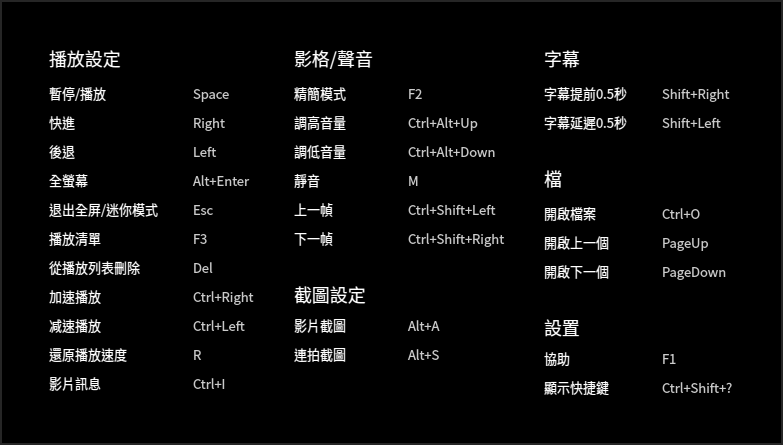 播放設定
暫停/播放 Space
快進 Right
後退 Left
全螢幕 Alt+Enter
退出全屏/迷你模式 Esc
播放清單 F3
從播放列表刪除 Del
加速播放 Ctrl+Right
减速播放 Ctrl+Left
還原播放速度 R
影片訊息 Ctrl+I
影格/聲音
精簡模式 F2
調高音量 Ctrl+Alt+Up
調低音量 Ctrl+Alt+Down
靜音 M
上一幀 Ctrl+Shift+Left
下一幀 Ctrl+Shift+Right
截圖設定
影片截圖 Alt+A
連拍截圖 Alt+S
字幕
字幕提前0.5秒 Shift+Right
字幕延遲0.5秒 Shift+Left
檔
開啟檔案 Ctrl+O
開啟上一個 PageUp
開啟下一個 PageDown
設置
協助 F1
顯示快捷鍵 Ctrl+Shift+?